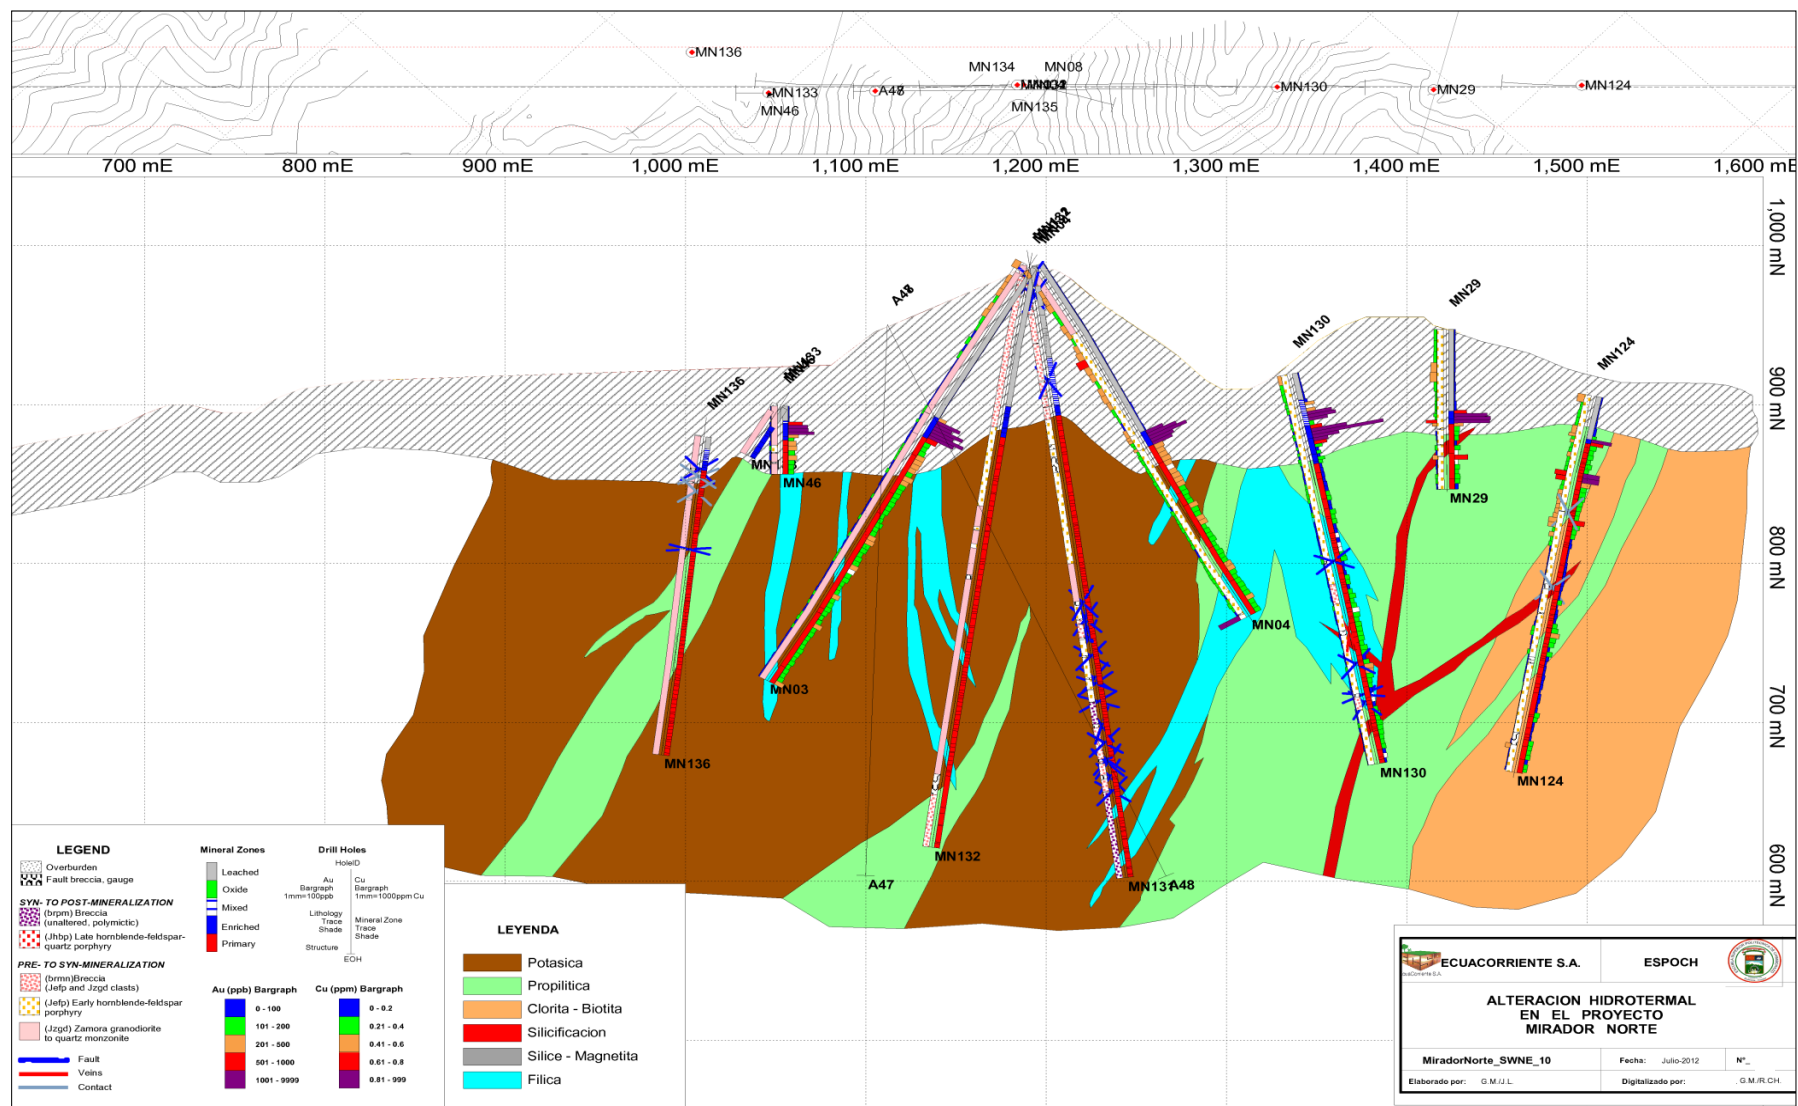 MN136
MN134
MN08
MN133
MN130
MN29
MN124
MN46
MN135
700 mE
800 mE
900 mE
1,000 mE
1,100 mE
1,200 mE
1,300 mE
1,400 mE
1,500 mE
1,600 mE
1,000 mN
900 mN
800 mN
700 mN
600 mN
MN29
MN130
MN124
MN136
MN46
MN29
MN04
MN03
MN136
MN130
MN124
MN132
MN131
A47
A48
LEGEND
Overburden
Fault breccia, gauge
SYN- TO POST-MINERALIZATION
(brpm) Breccia
(unaltered, polymictic)
(Jhbp) Late hornblende-feldspar-
quartz porphyry
PRE- TO SYN-MINERALIZATION
(brmn)Breccia
(Jefp and Jzgd clasts)
(Jefp) Early hornblende-feldspar
porphyry
(Jzgd) Zamora granodiorite
to quartz monzonite
Fault
Veins
Contact
Mineral Zones
Leached
Oxide
Mixed
Enriched
Primary
Drill Holes
HoleID
Au
Bargraph
1mm=100ppb
Cu
Bargraph
1mm=1000ppm Cu
Lithology
Trace
Shade
Mineral Zone
Trace
Shade
Structure
EOH
Au (ppb) Bargraph
0 - 100
101 - 200
201 - 500
501 - 1000
1001 - 9999
Cu (ppm) Bargraph
0 - 0.2
0.21 - 0.4
0.41 - 0.6
0.61 - 0.8
0.81 - 999
LEYENDA
Potasica
Propilitica
Clorita - Biotita
Silicificacion
Silice - Magnetita
Filica
ECUACORRIENTE S.A.
ESPOCH
ALTERACION HIDROTERMAL
EN EL PROYECTO
MIRADOR NORTE
MiradorNorte_SWNE_10
Fecha: Julio-2012
N°_
Elaborado por: G.M./J.L.
Digitalizado por: G.M./R.CH.